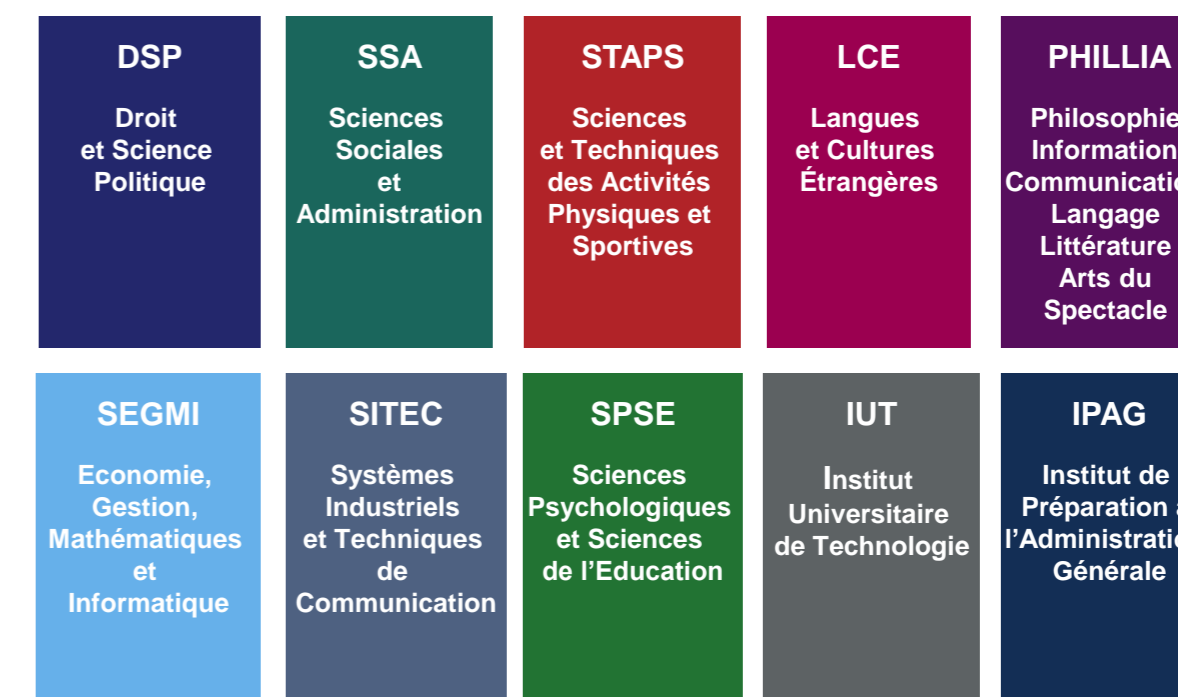 DSP
Droit
et Science
Politique
SSA
Sciences
Sociales
et
Administration
STAPS
Sciences
et Techniques
des Activités
Physiques et
Sportives
LCE
Langues
et Cultures
Étrangères
PHILLIA
Philosophie
Information
Communicatio
Langage
Littérature
Arts du
Spectacle
SEGMI
Economie,
Gestion,
Mathématiques
et
Informatique
SITEC
Systèmes
Industriels
et Techniques
de
Communication
SPSE
Sciences
Psychologiques
et Sciences
de l’Education
IUT
Institut
Universitaire
de Technologie
IPAG
Institut de
Préparation
l’Administratio
Générale